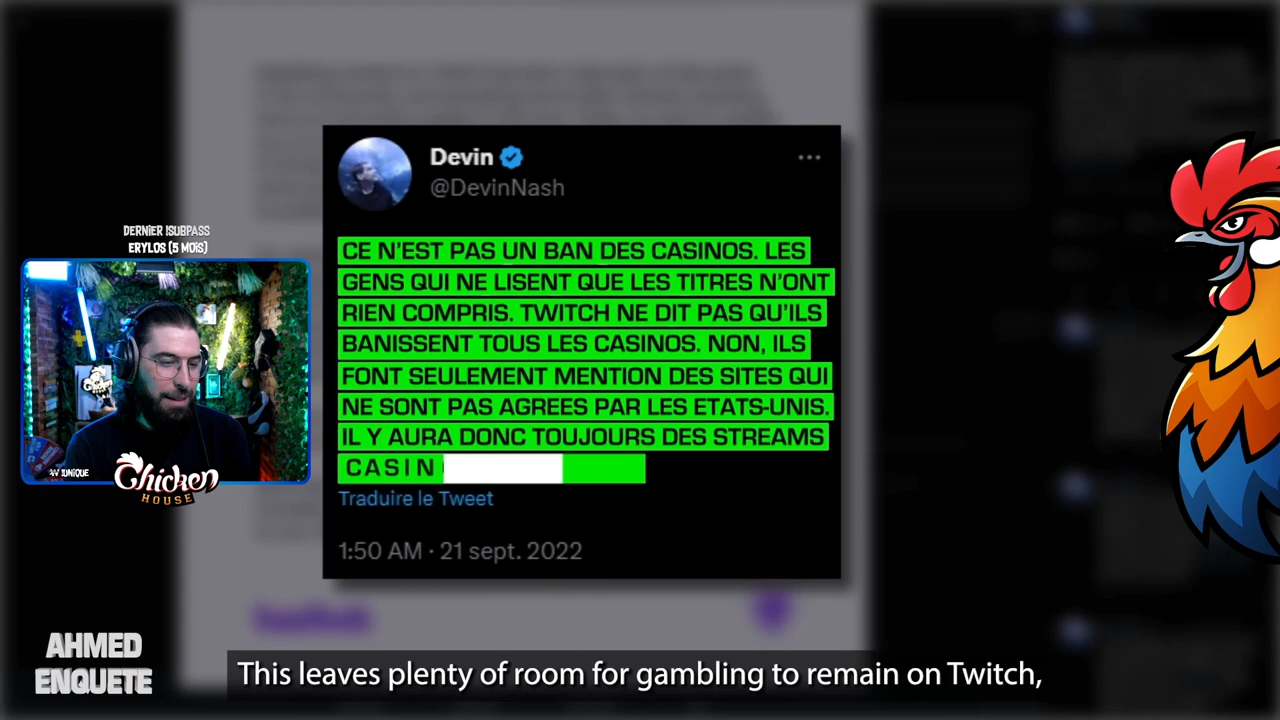 Devin
@DevinNash
CE N'EST PAS UN BAN DES CASINOS. LES
GENS QUI NE LISENT QUE LES TITRES N'ONT
RIEN COMPRIS. TWITCH NE DIT PAS QU'ILS
BANISSENT TOUS LES CASINOS. NON, ILS
FONT SEULEMENT MENTION DES SITES QUI
NE SONT PAS AGREES PAR LES ETATS-UNIS.
IL Y AURA DONC TOUJOURS DES STREAMS
CASIN
Traduire le Tweet
1:50 AM · 21 sept. 2022
DERNIER !SUBPASS
ERYLOS (5 MOIS)
Chicken
HOUSE
AHMED
ENQUETE
This leaves plenty of room for gambling to remain on Twitch,